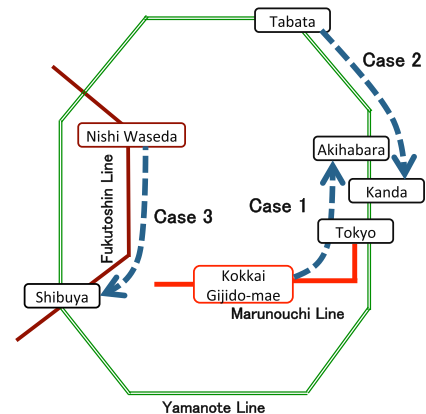 Tabata
Case 2
Nishi Waseda
Akihabara
Kanda
Fukutoshin Line
Case 3
Case 1
Tokyo
Kokkai
Gijido-mae
Shibuya
Marunouchi Line
Yamanote Line